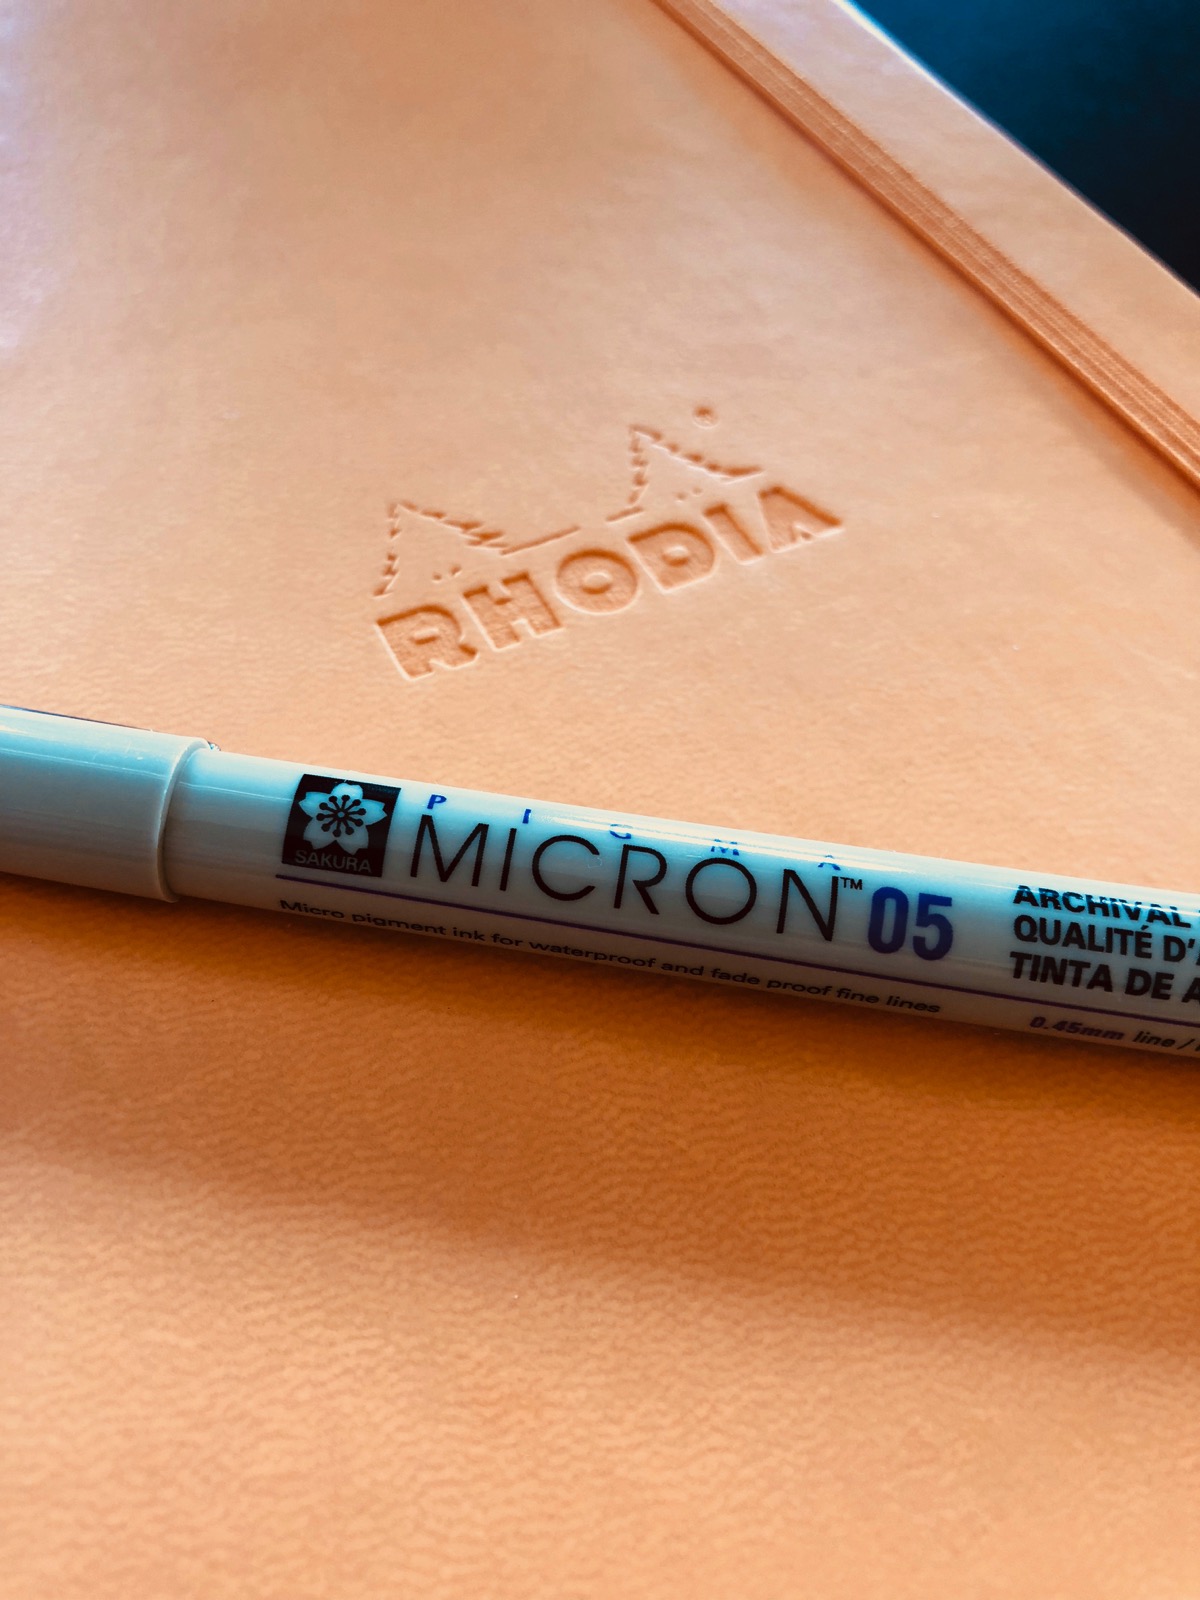 RHODIA
SAKURA
PIGMA
MICRON™ 05
Micro pigment ink for waterproof and fade proof fine lines
ARCHIVAL
QUALITÉ D'
TINTA DE A
0.45mm line /